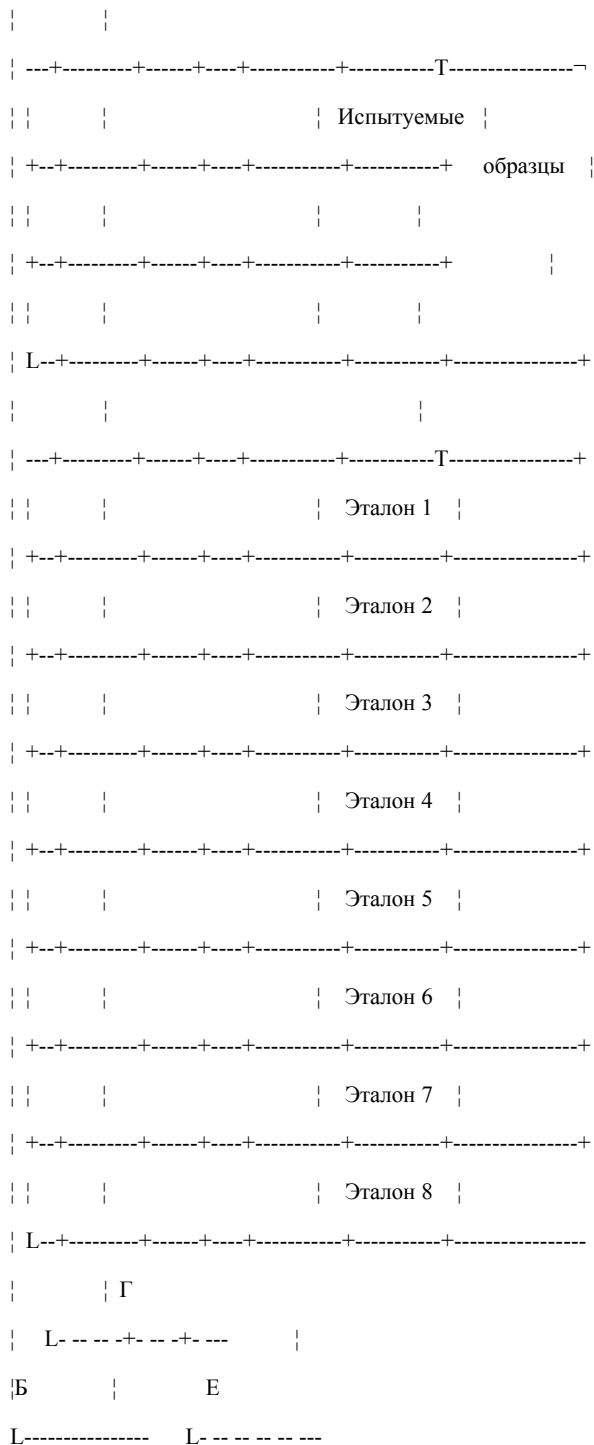 ¦ ¦
¦ ---+---------+------+----+-----------+-----------T----------------¬
¦ ¦ ¦ ¦ Испытуемые ¦
¦ +--+---------+------+----+-----------+-----------+ образцы ¦
¦ ¦ ¦ ¦ ¦
¦ +--+---------+------+----+-----------+-----------+ ¦
¦ ¦ ¦ ¦ ¦
¦ L--+---------+------+----+-----------+-----------+----------------+
¦ ¦ ¦
¦ ---+---------+------+----+-----------+-----------T----------------+
¦ ¦ ¦ ¦ Эталон 1 ¦
¦ +--+---------+------+----+-----------+-----------+----------------+
¦ ¦ ¦ ¦ Эталон 2 ¦
¦ +--+---------+------+----+-----------+-----------+----------------+
¦ ¦ ¦ ¦ Эталон 3 ¦
¦ +--+---------+------+----+-----------+-----------+----------------+
¦ ¦ ¦ ¦ Эталон 4 ¦
¦ +--+---------+------+----+-----------+-----------+----------------+
¦ ¦ ¦ ¦ Эталон 5 ¦
¦ +--+---------+------+----+-----------+-----------+----------------+
¦ ¦ ¦ ¦ Эталон 6 ¦
¦ +--+---------+------+----+-----------+-----------+----------------+
¦ ¦ ¦ ¦ Эталон 7 ¦
¦ +--+---------+------+----+-----------+-----------+----------------+
¦ ¦ ¦ ¦ Эталон 8 ¦
¦ L--+---------+------+----+-----------+-----------+-----------------
¦ ¦ Г
¦ L- -- -- -+- -- -+- --- ¦
¦Б ¦ Е
L---------------- L- -- -- -- -- ---